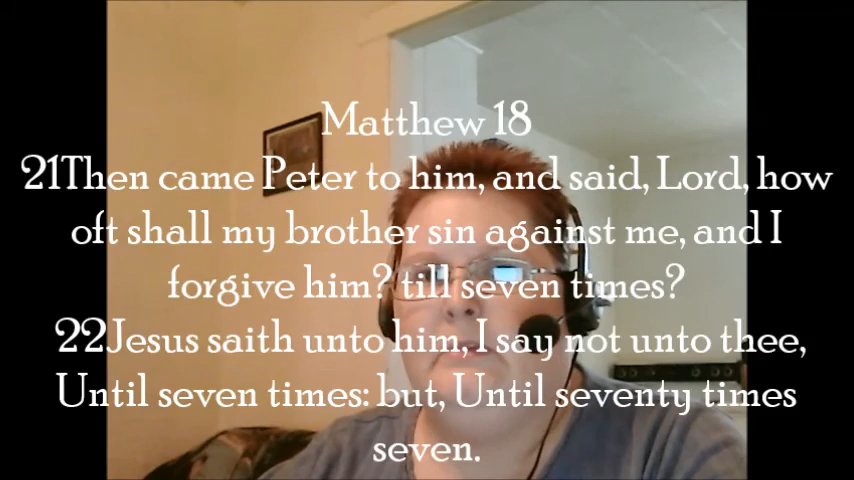 Matthew 18
21Then came Peter to him, and said, Lord, how
oft shall my brother sin against me, and I
forgive him? till seven times?
22Jesus saith unto him, I say not unto thee,
Until seven times: but, Until seventy times
seven.